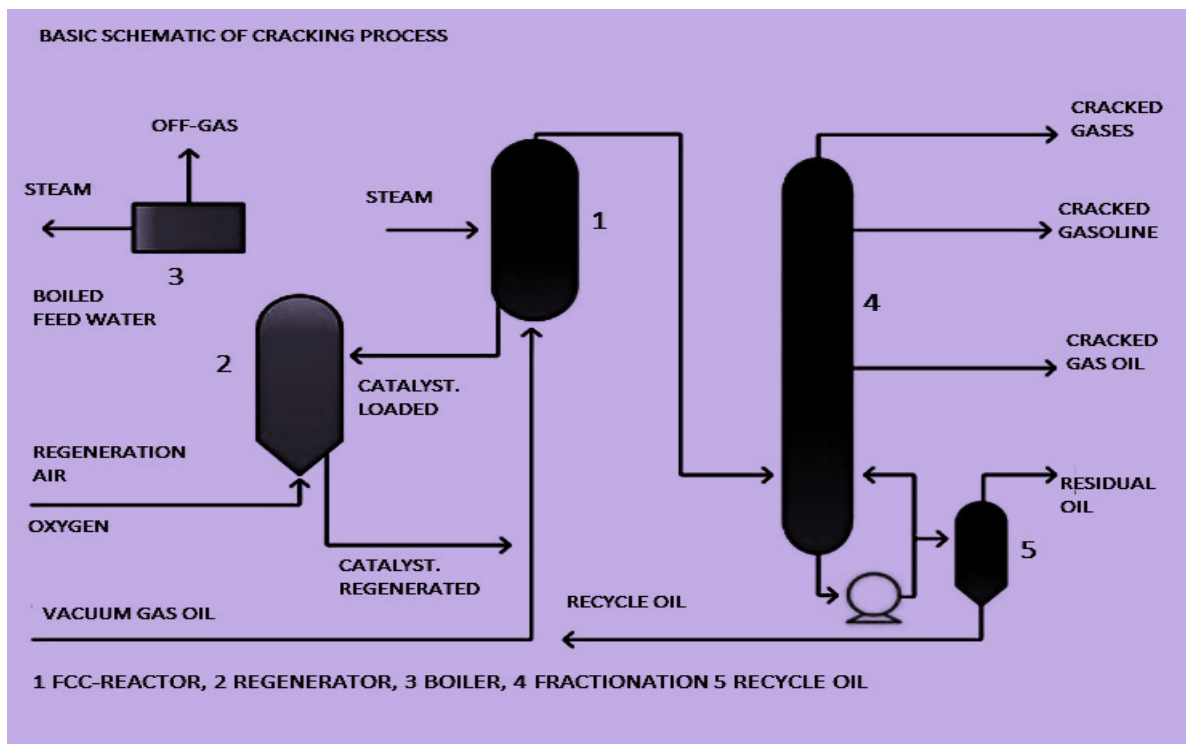 BASIC SCHEMATIC OF CRACKING PROCESS
OFF-GAS
STEAM
3
BOILED
FEED WATER
STEAM
1
2
CATALYST.
LOADED
REGENERATION
AIR
OXYGEN
CATALYST.
REGENERATED
VACUUM GAS OIL
RECYCLE OIL
CRACKED
GASES
CRACKED
GASOLINE
4
CRACKED
GAS OIL
RESIDUAL
OIL
5
1 FCC-REACTOR, 2 REGENERATOR, 3 BOILER, 4 FRACTIONATION 5 RECYCLE OIL